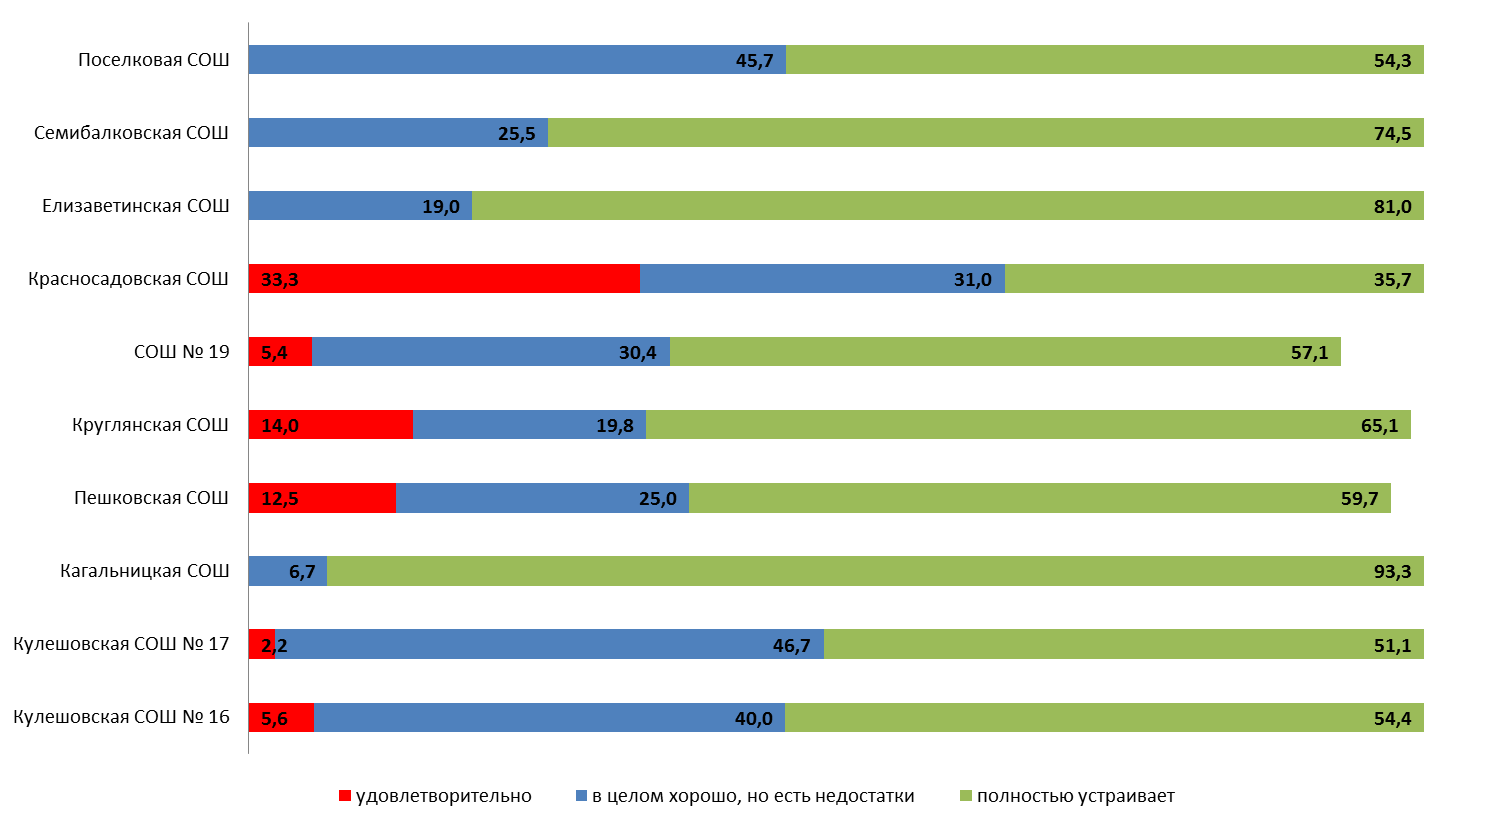 Поселковая СОШ 45,7 54,3
Семибалковская СОШ 25,5 74,5
Елизаветинская СОШ 19,0 81,0
Красносадовская СОШ 33,3 31,0 35,7
СОШ № 19 5,4 30,4 57,1
Круглянская СОШ 14,0 19,8 65,1
Пешковская СОШ 12,5 25,0 59,7
Кагальницкая СОШ 6,7 93,3
Кулешовская СОШ № 17 2,2 46,7 51,1
Кулешовская СОШ № 16 5,6 40,0 54,4
удовлетворительно в целом хорошо, но есть недостатки полностью устраивает